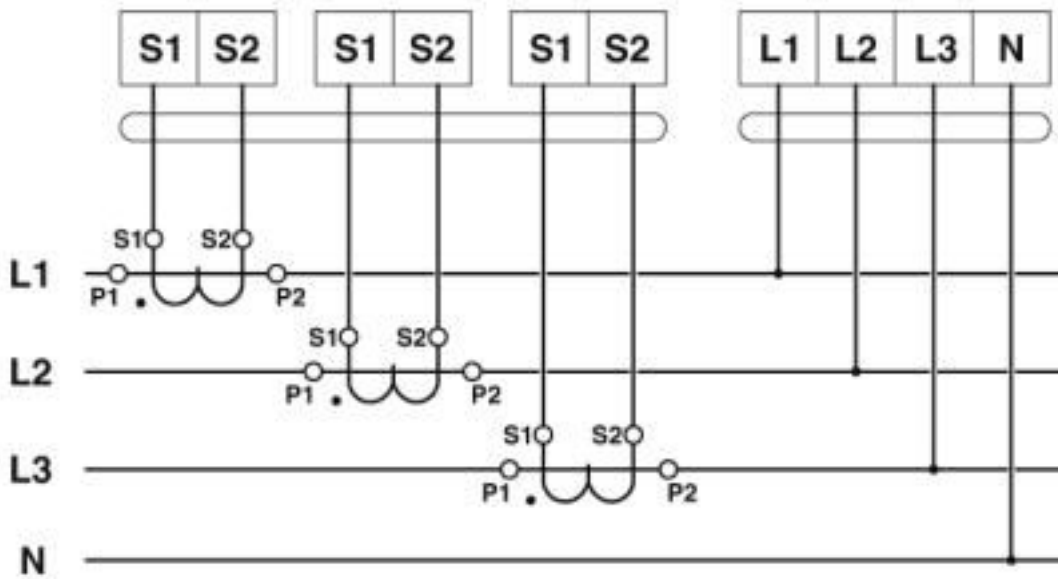 S1 S2 S1 S2 S1 S2 L1 L2 L3 N
S1 S2
L1
P1 P2
S1 S2
L2
P1 P2
S1 S2
L3
P1 P2
N